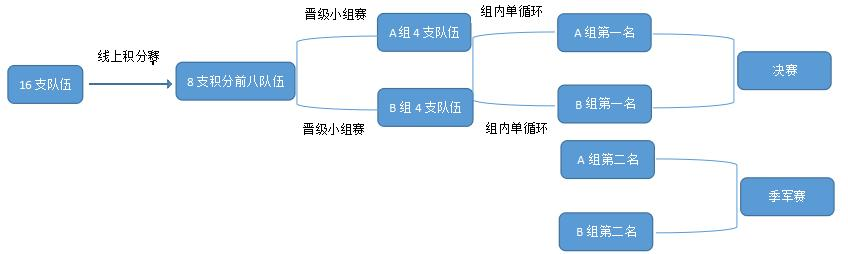 晋级小组赛
组内单循环
A 组 4 支队伍
A 组第一名
线上积分赛
16 支队伍
8 支积分前八队伍
决赛
B 组 4 支队伍
B 组第一名
晋级小组赛
组内单循环
A 组第二名
季军赛
B 组第二名